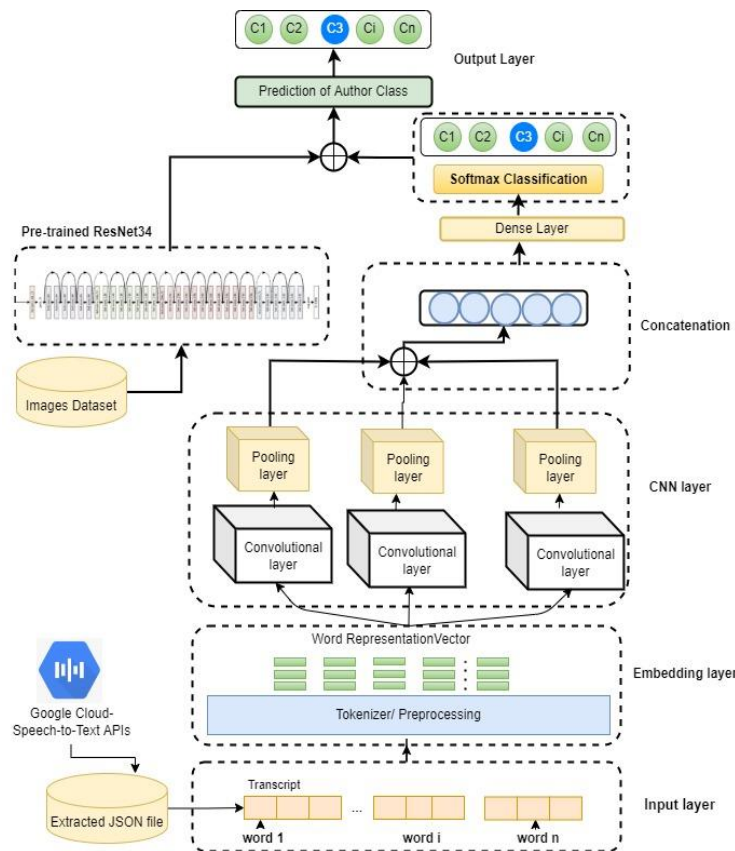 C1 C2 C3 Ci Cn
Output Layer
Prediction of Author Class
C1 C2 C3 Ci Cn
Softmax Classification
Dense Layer
Pre-trained ResNet34
Concatenation
Images Dataset
Pooling
layer
Pooling
layer
Pooling
layer
CNN layer
Convolutional
layer
Convolutional
layer
Convolutional
layer
Word RepresentationVector
Embedding layer
Tokenizer/ Preprocessing
Google Cloud-
Speech-to-Text APIs
Transcript
...
Input layer
Extracted JSON file
word 1 word i word n